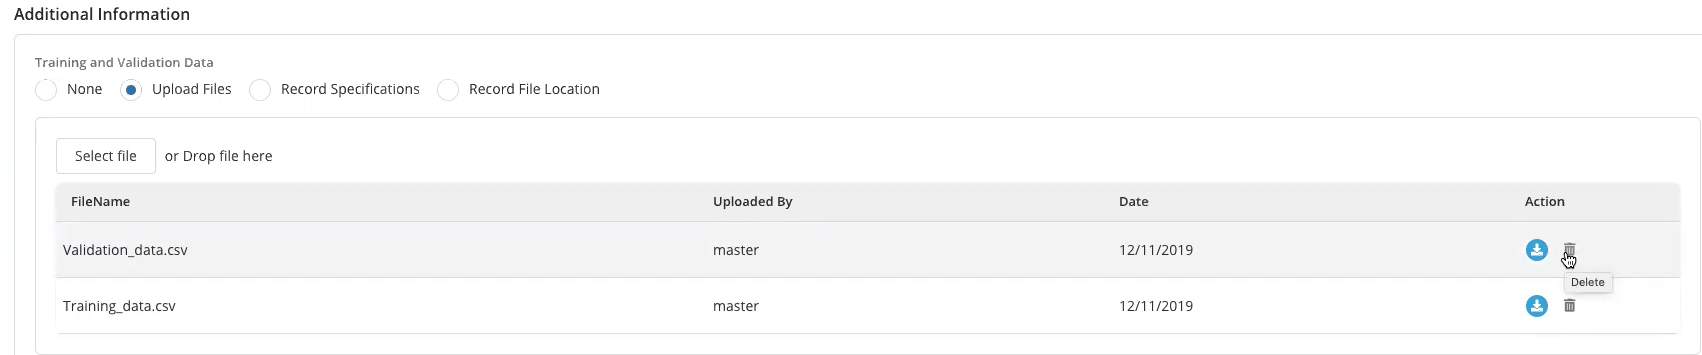 Additional Information
Training and Validation Data
None Upload Files Record Specifications Record File Location
Select file or Drop file here
FileName Uploaded By Date Action
Validation_data.csv master 12/11/2019
Delete
Training_data.csv master 12/11/2019